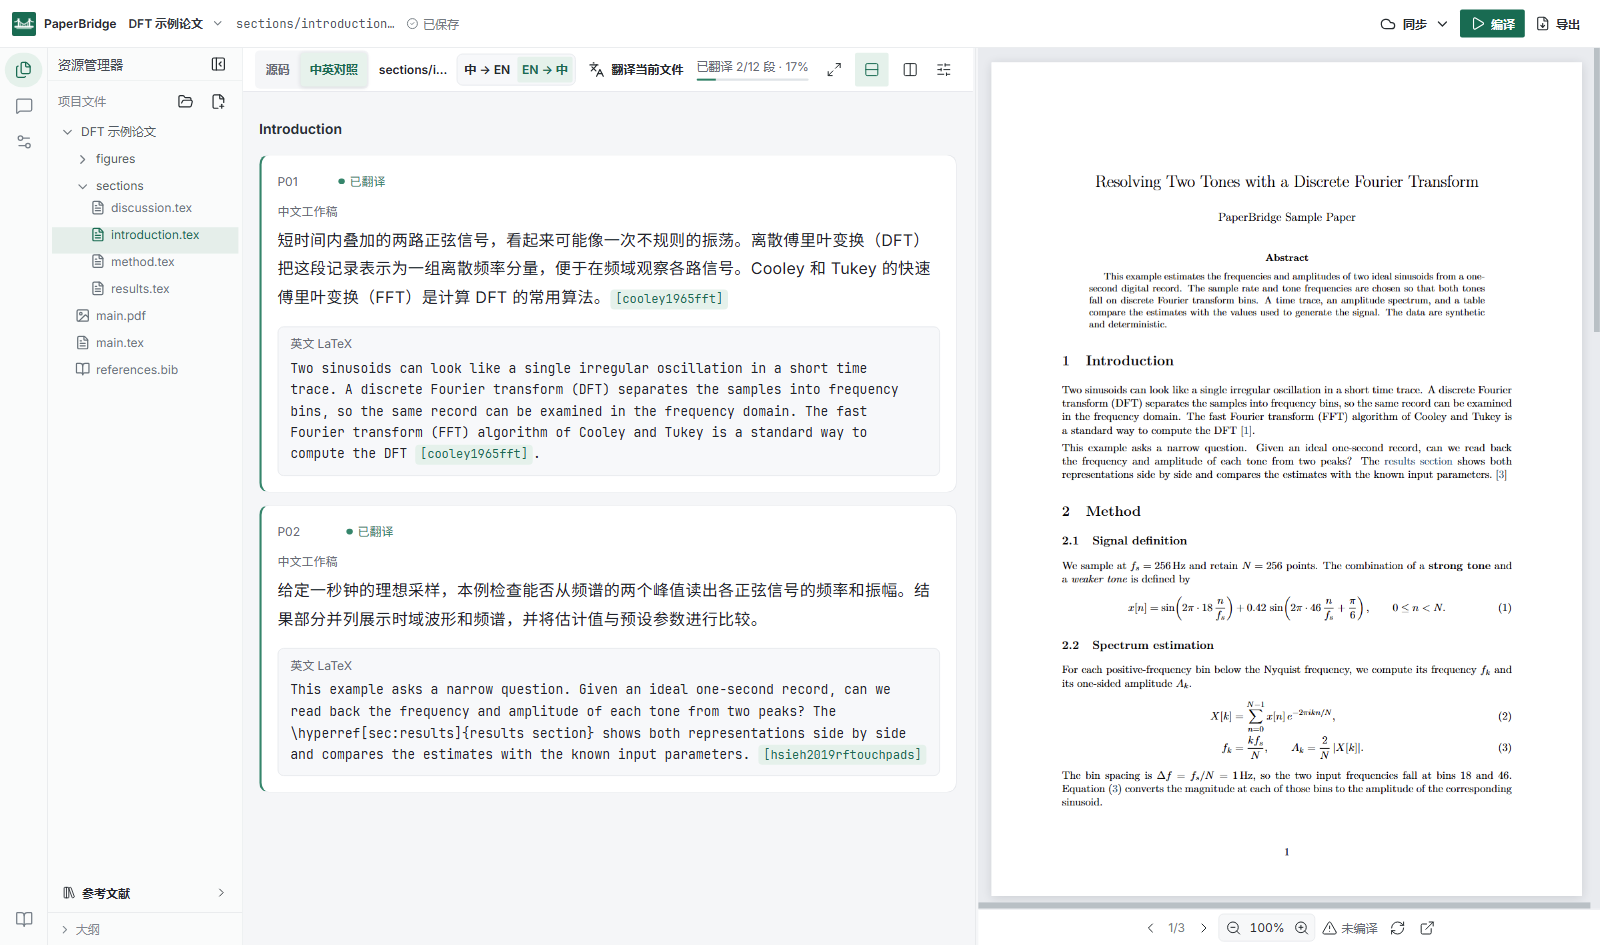 PaperBridge DFT 示例论文 sections/introduction… 已保存 同步 编译 导出
资源管理器
项目文件
DFT 示例论文
figures
sections
discussion.tex
introduction.tex
method.tex
results.tex
main.pdf
main.tex
references.bib
参考文献
大纲
源码 中英对照 sections/i... 中 → EN EN → 中 翻译当前文件 已翻译 2/12 段 · 17%
Introduction
P01 已翻译
中文工作稿
短时间内叠加的两路正弦信号，看起来可能像一次不规则的振荡。离散傅里叶变换（DFT）
把这段记录表示为一组离散频率分量，便于在频域观察各路信号。Cooley 和 Tukey 的快速
傅里叶变换（FFT）是计算 DFT 的常用算法。 [cooley1965fft]
英文 LaTeX
Two sinusoids can look like a single irregular oscillation in a short time
trace. A discrete Fourier transform (DFT) separates the samples into frequency
bins, so the same record can be examined in the frequency domain. The fast
Fourier transform (FFT) algorithm of Cooley and Tukey is a standard way to
compute the DFT [cooley1965fft] .
P02 已翻译
中文工作稿
给定一秒钟的理想采样，本例检查能否从频谱的两个峰值读出各正弦信号的频率和振幅。结
果部分并列展示时域波形和频谱，并将估计值与预设参数进行比较。
英文 LaTeX
This example asks a narrow question. Given an ideal one-second record, can we
read back the frequency and amplitude of each tone from two peaks? The
\hyperref[sec:results]{results section} shows both representations side by side
and compares the estimates with the known input parameters. [hsieh2019rftouchpads]
Resolving Two Tones with a Discrete Fourier Transform
PaperBridge Sample Paper
Abstract
This example estimates the frequencies and amplitudes of two ideal sinusoids from a one-
second digital record. The sample rate and tone frequencies are chosen so that both tones
fall on discrete Fourier transform bins. A time trace, an amplitude spectrum, and a table
compare the estimates with the values used to generate the signal. The data are synthetic
and deterministic.
1 Introduction
Two sinusoids can look like a single irregular oscillation in a short time trace. A discrete Fourier
transform (DFT) separates the samples into frequency bins, so the same record can be examined
in the frequency domain. The fast Fourier transform (FFT) algorithm of Cooley and Tukey is
a standard way to compute the DFT [1].
This example asks a narrow question. Given an ideal one-second record, can we read back
the frequency and amplitude of each tone from two peaks? The results section shows both
representations side by side and compares the estimates with the known input parameters. [3]
2 Method
2.1 Signal definition
We sample at fₛ = 256 Hz and retain N = 256 points. The combination of a strong tone and
a weaker tone is defined by
x[n] = sin(2π · 18 n/fₛ) + 0.42 sin(2π · 46 n/fₛ + π/6), 0 ≤ n < N. (1)
2.2 Spectrum estimation
For each positive-frequency bin below the Nyquist frequency, we compute its frequency fₖ and
its one-sided amplitude Aₖ.
X[k] = ∑_{n=0}^{N−1} x[n] e^{−2πikn/N}, (2)
fₖ = kfₛ/N, Aₖ = 2/N |X[k]|. (3)
The bin spacing is Δf = fₛ/N = 1 Hz, so the two input frequencies fall at bins 18 and 46.
Equation (3) converts the magnitude at each of those bins to the amplitude of the corresponding
sinusoid.
1
1/3 100% 未编译